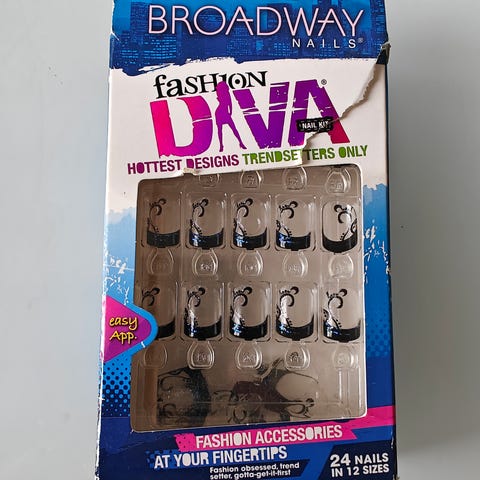 BROADWAY
NAILS®
faSHION
DIVA®
NAIL KIT
HOTTEST DESIGNS TRENDSETTERS ONLY
easy
App.
FASHION ACCESSORIES
AT YOUR FINGERTIPS
Fashion obsessed, trend
setter, gotta-get-it-first
24 NAILS
IN 12 SIZES